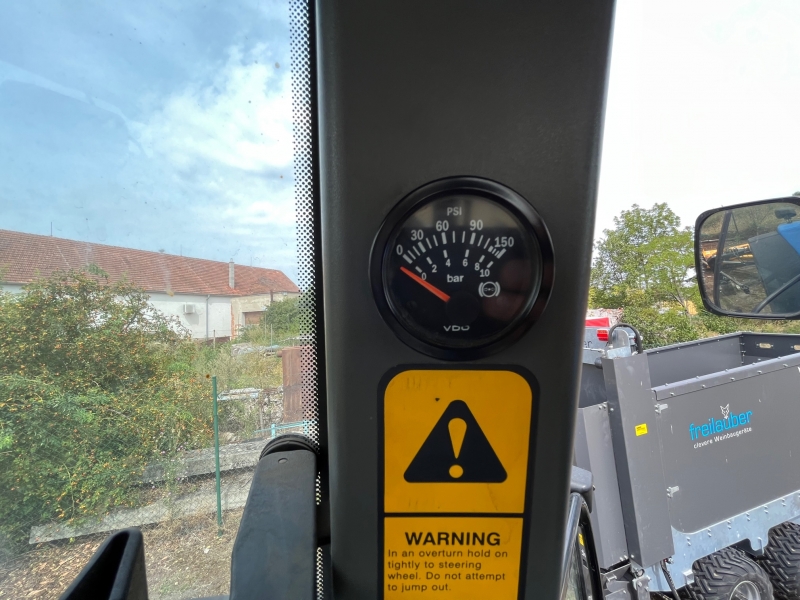 PSI
0 30 60 90 150
0 2 4 6 8 10
bar
VDO
WARNING
In an overturn hold on
tightly to steering
wheel. Do not attempt
to jump out.
freilauber
clevere Weinbaugeräte